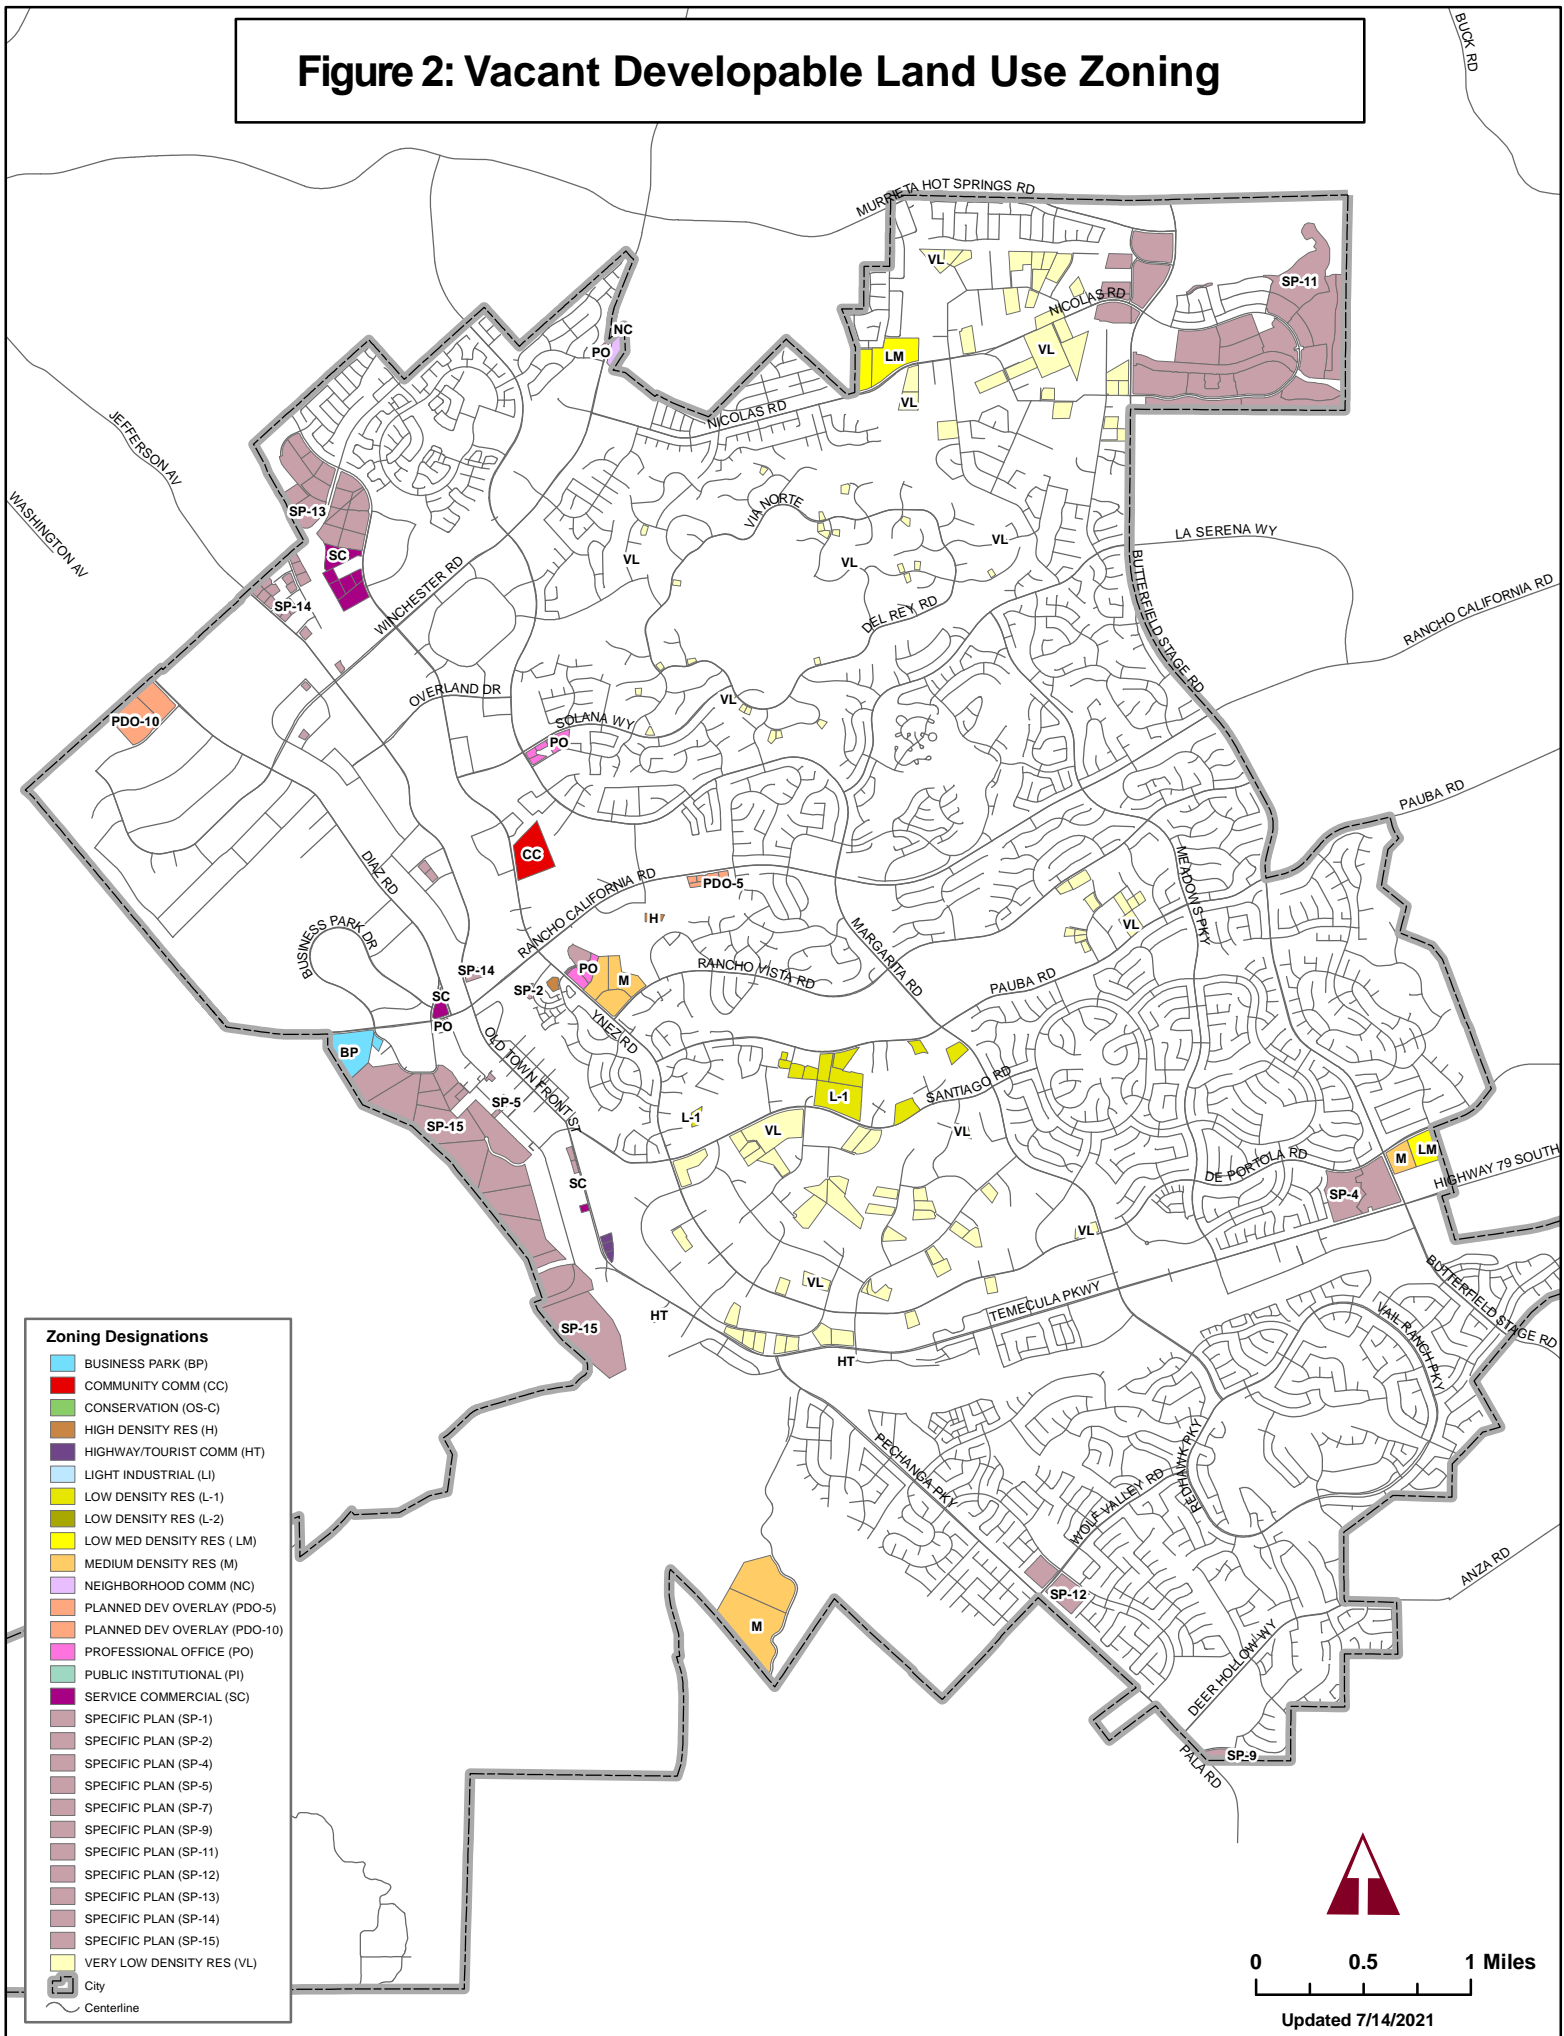 Figure 2: Vacant Developable Land Use Zoning
BUCK RD
MURRIETA HOT SPRINGS RD
VL
SP-11
NICOLAS RD
NC
PO
LM
VL
VL
NICOLAS RD
JEFFERSON AV
WASHINGTON AV
SP-13
VIA NORTE
LA SERENA WY
SC
VL
VL
VL
BUTTERFIELD STAGE RD
RANCHO CALIFORNIA RD
SP-14
WINCHESTER RD
DEL REY RD
OVERLAND DR
VL
PDO-10
SOLANA WY
PO
PAUBA RD
DIAZ RD
CC
MEADOWS PKY
RANCHO CALIFORNIA RD
PDO-5
H
VL
MARGARITA RD
BUSINESS PARK DR
SP-14
PO
M
RANCHO VISTA RD
PAUBA RD
SP-2
SC
PO
YNEZ RD
BP
OLD TOWN FRONT ST
SP-5
SP-15
L-1
L-1
SANTIAGO RD
VL
VL
M
LM
DE PORTOLA RD
HIGHWAY 79 SOUTH
SC
SP-4
VL
VL
BUTTERFIELD STAGE RD
HT
SP-15
TEMECULA PKWY
VAIL RANCH PKY
HT
PECHANGA PKY
REDHAWK PKY
WOLF VALLEY RD
ANZA RD
SP-12
M
DEER HOLLOW WY
SP-9
PALA RD
Zoning Designations
BUSINESS PARK (BP)
COMMUNITY COMM (CC)
CONSERVATION (OS-C)
HIGH DENSITY RES (H)
HIGHWAY/TOURIST COMM (HT)
LIGHT INDUSTRIAL (LI)
LOW DENSITY RES (L-1)
LOW DENSITY RES (L-2)
LOW MED DENSITY RES ( LM)
MEDIUM DENSITY RES (M)
NEIGHBORHOOD COMM (NC)
PLANNED DEV OVERLAY (PDO-5)
PLANNED DEV OVERLAY (PDO-10)
PROFESSIONAL OFFICE (PO)
PUBLIC INSTITUTIONAL (PI)
SERVICE COMMERCIAL (SC)
SPECIFIC PLAN (SP-1)
SPECIFIC PLAN (SP-2)
SPECIFIC PLAN (SP-4)
SPECIFIC PLAN (SP-5)
SPECIFIC PLAN (SP-7)
SPECIFIC PLAN (SP-9)
SPECIFIC PLAN (SP-11)
SPECIFIC PLAN (SP-12)
SPECIFIC PLAN (SP-13)
SPECIFIC PLAN (SP-14)
SPECIFIC PLAN (SP-15)
VERY LOW DENSITY RES (VL)
City
Centerline
0 0.5 1 Miles
Updated 7/14/2021